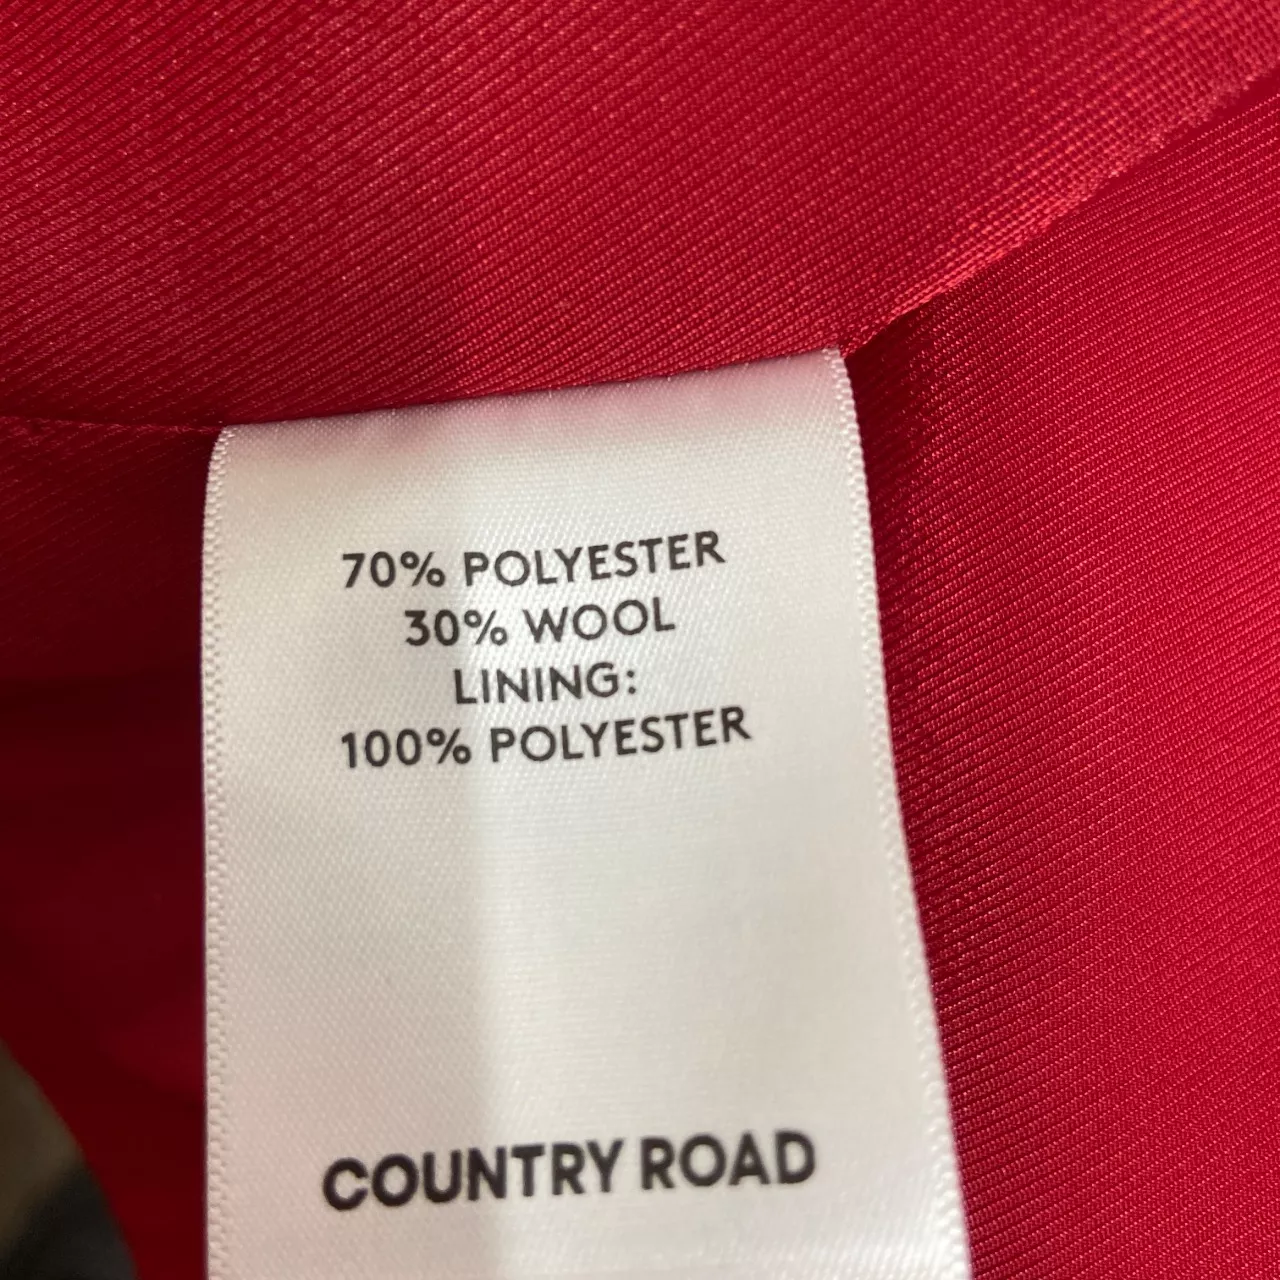 70% POLYESTER
30% WOOL
LINING:
100% POLYESTER
COUNTRY ROAD